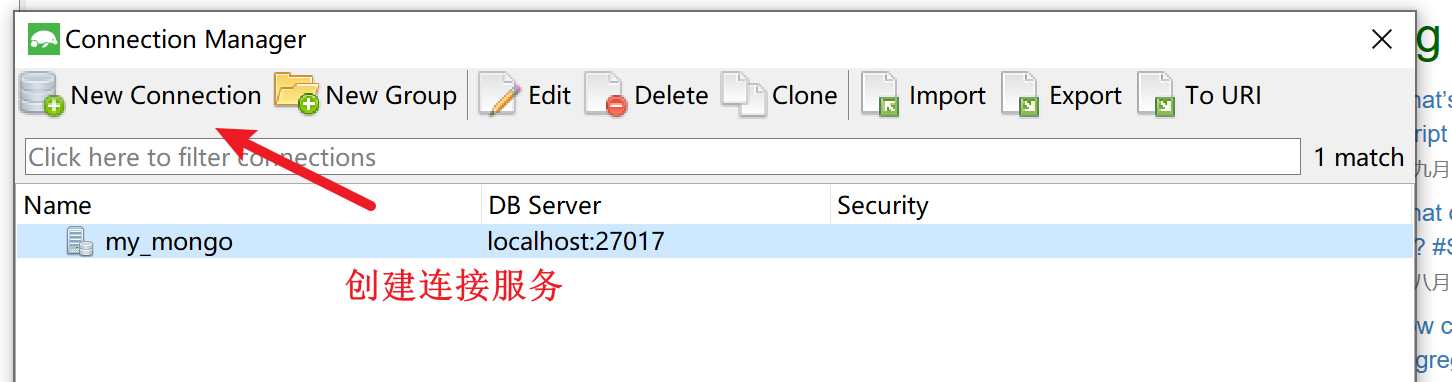 Connection Manager
New Connection New Group Edit Delete Clone Import Export To URI
Click here to filter connections 1 match
Name DB Server Security
my_mongo localhost:27017
创建连接服务
g
hat's
ript
九月
hat
? #S
八月
w c
greg